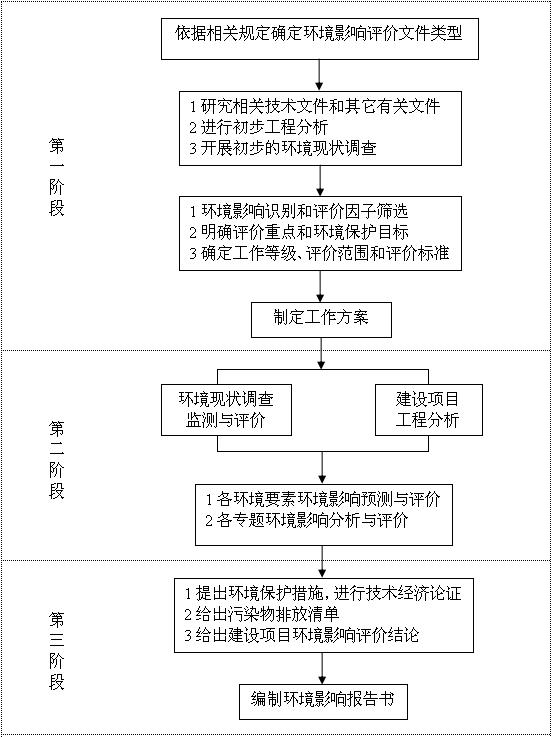 依据相关规定确定环境影响评价文件类型
1 研究相关技术文件和其它有关文件
2 进行初步工程分析
3 开展初步的环境现状调查
第一阶段
1 环境影响识别和评价因子筛选
2 明确评价重点和环境保护目标
3 确定工作等级、评价范围和评价标准
制定工作方案
第二阶段
环境现状调查
监测与评价
建设项目
工程分析
1 各环境要素环境影响预测与评价
2 各专题环境影响分析与评价
第三阶段
1 提出环境保护措施，进行技术经济论证
2 给出污染物排放清单
3 给出建设项目环境影响评价结论
编制环境影响报告书